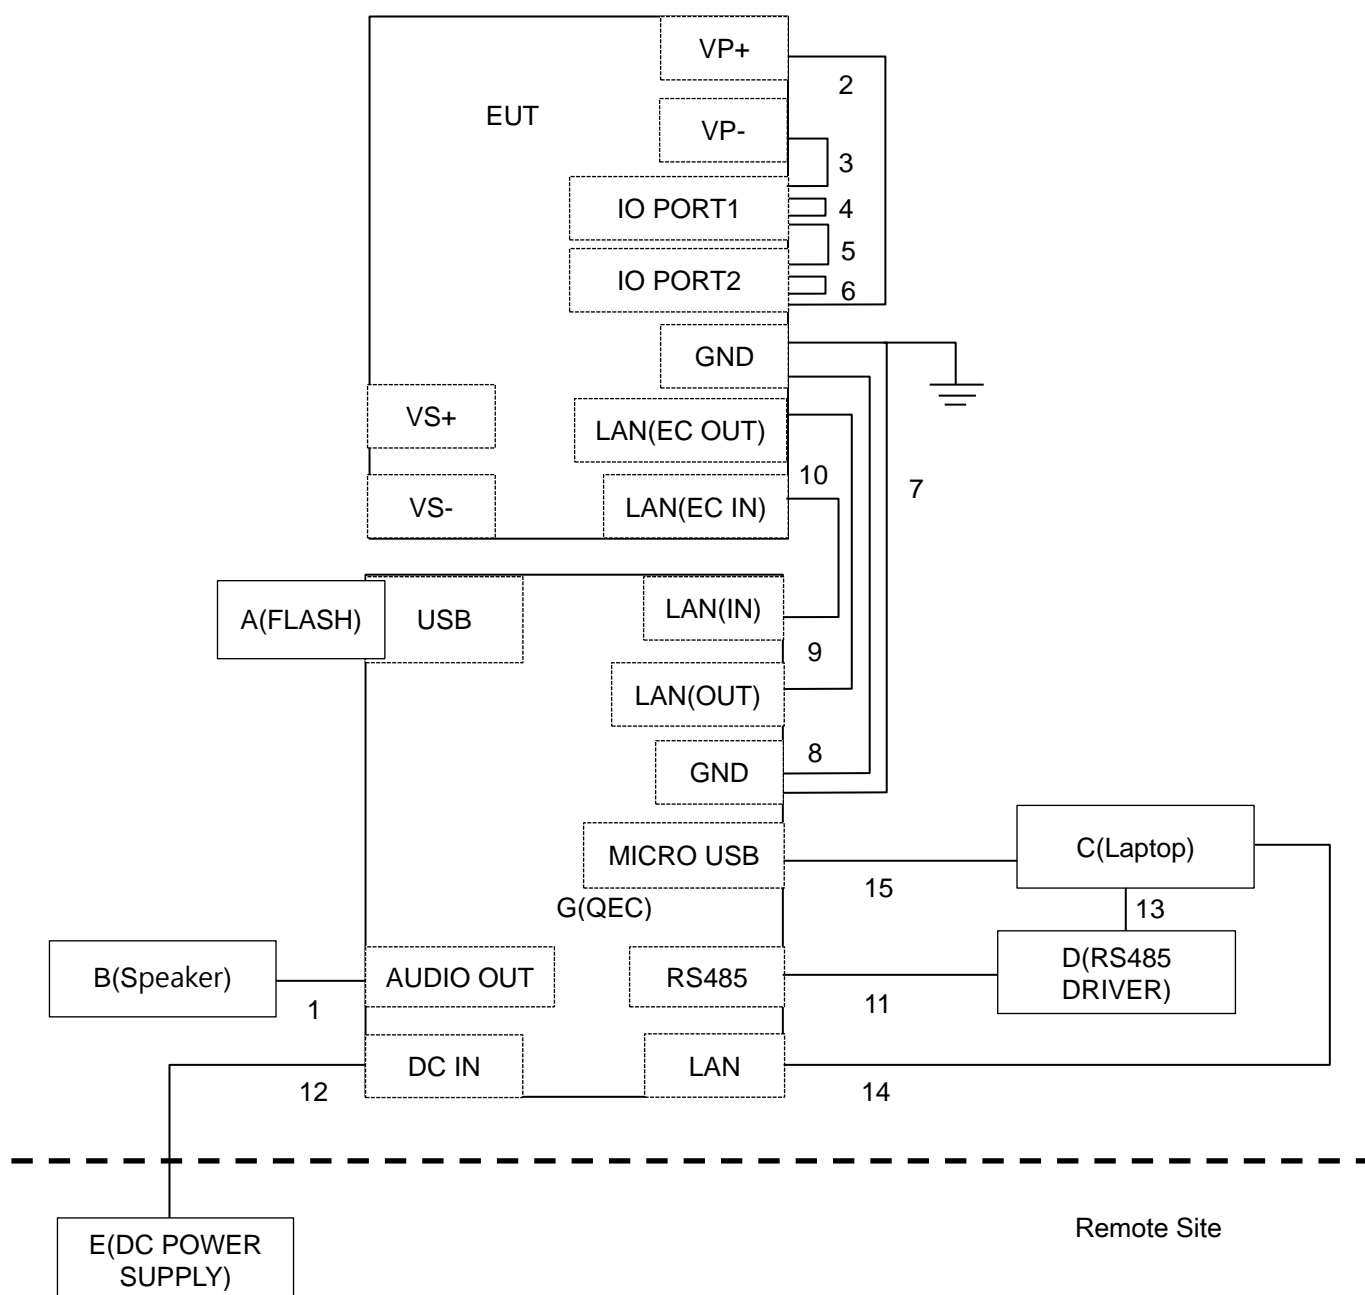 VP+
2
EUT
VP-
3
IO PORT1
4
5
IO PORT2
6
GND
VS+
LAN(EC OUT)
10
7
VS-
LAN(EC IN)
A(FLASH)
USB
LAN(IN)
9
LAN(OUT)
8
GND
MICRO USB
C(Laptop)
15
G(QEC)
13
B(Speaker)
AUDIO OUT
RS485
D(RS485
DRIVER)
1
11
DC IN
LAN
12
14
Remote Site
E(DC POWER
SUPPLY)